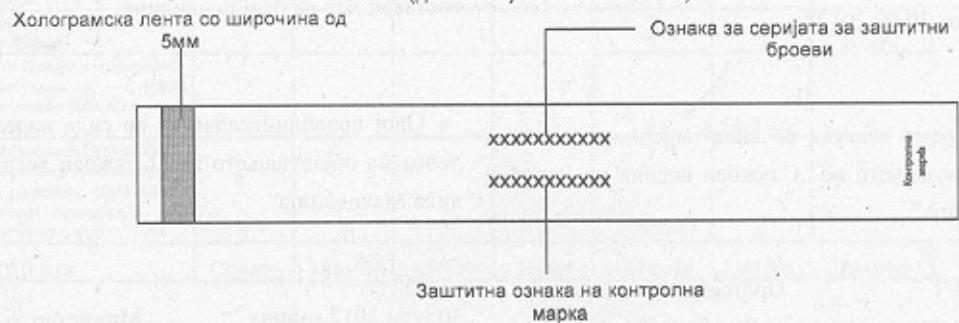 Холограмска лента со широчина од
5мм
Ознака за серијата за заштитни
броеви
XXXXXXXXXXX
XXXXXXXXXXX
Контролна
марка
Заштитна ознака на контролна
марка